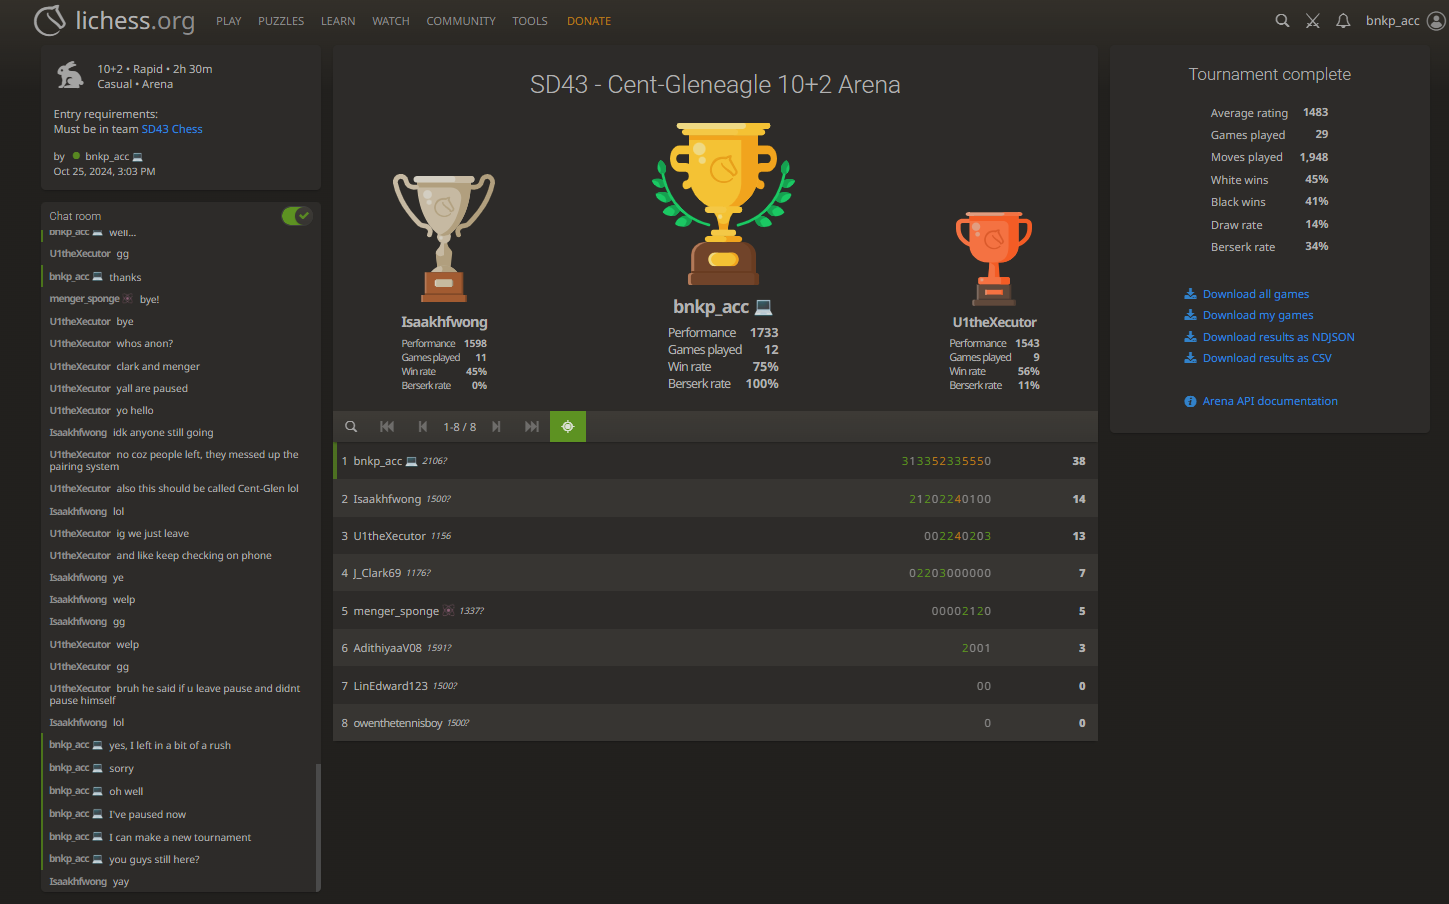 lichess.org PLAY PUZZLES LEARN WATCH COMMUNITY TOOLS DONATE bnkp_acc
10+2 • Rapid • 2h 30m
Casual • Arena
Entry requirements:
Must be in team SD43 Chess
by bnkp_acc
Oct 25, 2024, 3:03 PM
Chat room
bnkp_acc well...
U1theXecutor gg
bnkp_acc thanks
menger_sponge bye!
U1theXecutor bye
U1theXecutor whos anon?
U1theXecutor clark and menger
U1theXecutor yall are paused
U1theXecutor yo hello
Isaakhfwong idk anyone still going
U1theXecutor no coz people left, they messed up the
pairing system
U1theXecutor also this should be called Cent-Glen lol
Isaakhfwong lol
U1theXecutor ig we just leave
U1theXecutor and like keep checking on phone
Isaakhfwong ye
Isaakhfwong welp
Isaakhfwong gg
U1theXecutor welp
U1theXecutor gg
U1theXecutor bruh he said if u leave pause and didnt
pause himself
Isaakhfwong lol
bnkp_acc yes, I left in a bit of a rush
bnkp_acc sorry
bnkp_acc oh well
bnkp_acc I've paused now
bnkp_acc I can make a new tournament
bnkp_acc you guys still here?
Isaakhfwong yay
SD43 - Cent-Gleneagle 10+2 Arena
Isaakhfwong
Performance 1598
Games played 11
Win rate 45%
Berserk rate 0%
bnkp_acc
Performance 1733
Games played 12
Win rate 75%
Berserk rate 100%
U1theXecutor
Performance 1543
Games played 9
Win rate 56%
Berserk rate 11%
1-8 / 8
1 bnkp_acc 2106? 313352335550 38
2 Isaakhfwong 1500? 21202240100 14
3 U1theXecutor 1156 002240203 13
4 J_Clark69 1176? 02203000000 7
5 menger_sponge 1337? 00002120 5
6 AdithiyaaV08 1591? 2001 3
7 LinEdward123 1500? 00 0
8 owenthetennisboy 1500? 0 0
Tournament complete
Average rating 1483
Games played 29
Moves played 1,948
White wins 45%
Black wins 41%
Draw rate 14%
Berserk rate 34%
Download all games
Download my games
Download results as NDJSON
Download results as CSV
Arena API documentation